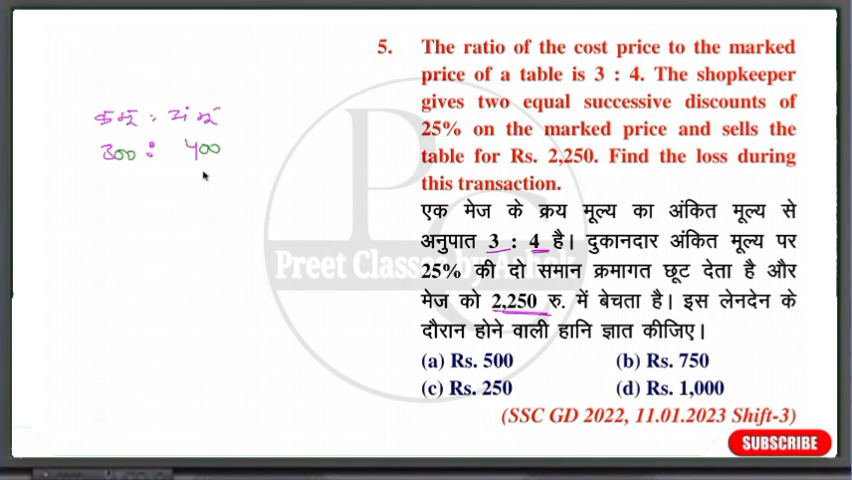 5. The ratio of the cost price to the marked
price of a table is 3 : 4. The shopkeeper
gives two equal successive discounts of
25% on the marked price and sells the
table for Rs. 2,250. Find the loss during
this transaction.
एक मेज के क्रय मूल्य का अंकित मूल्य से
अनुपात 3 : 4 है। दुकानदार अंकित मूल्य पर
25% की दो समान क्रमागत छूट देता है और
मेज को 2,250 रु. में बेचता है। इस लेनदेन के
दौरान होने वाली हानि ज्ञात कीजिए।
(a) Rs. 500 (b) Rs. 750
(c) Rs. 250 (d) Rs. 1,000
(SSC GD 2022, 11.01.2023 Shift-3)
300 : 400
Preet Classes by
SUBSCRIBE